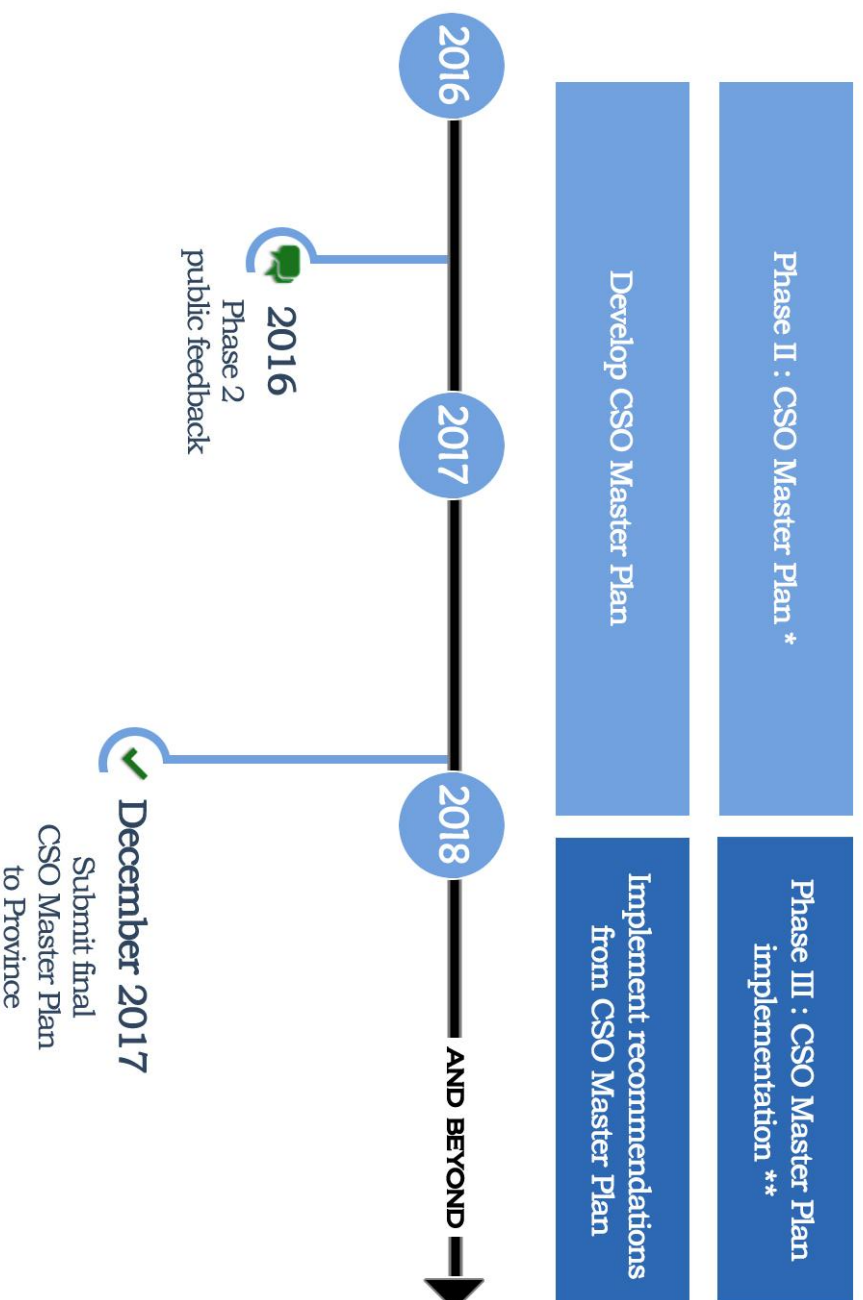 Phase II : CSO Master Plan *
Phase III : CSO Master Plan
implementation **
Develop CSO Master Plan
Implement recommendations
from CSO Master Plan
2016
2017
2018
AND BEYOND
2016
Phase 2
public feedback
December 2017
Submit final
CSO Master Plan
to Province